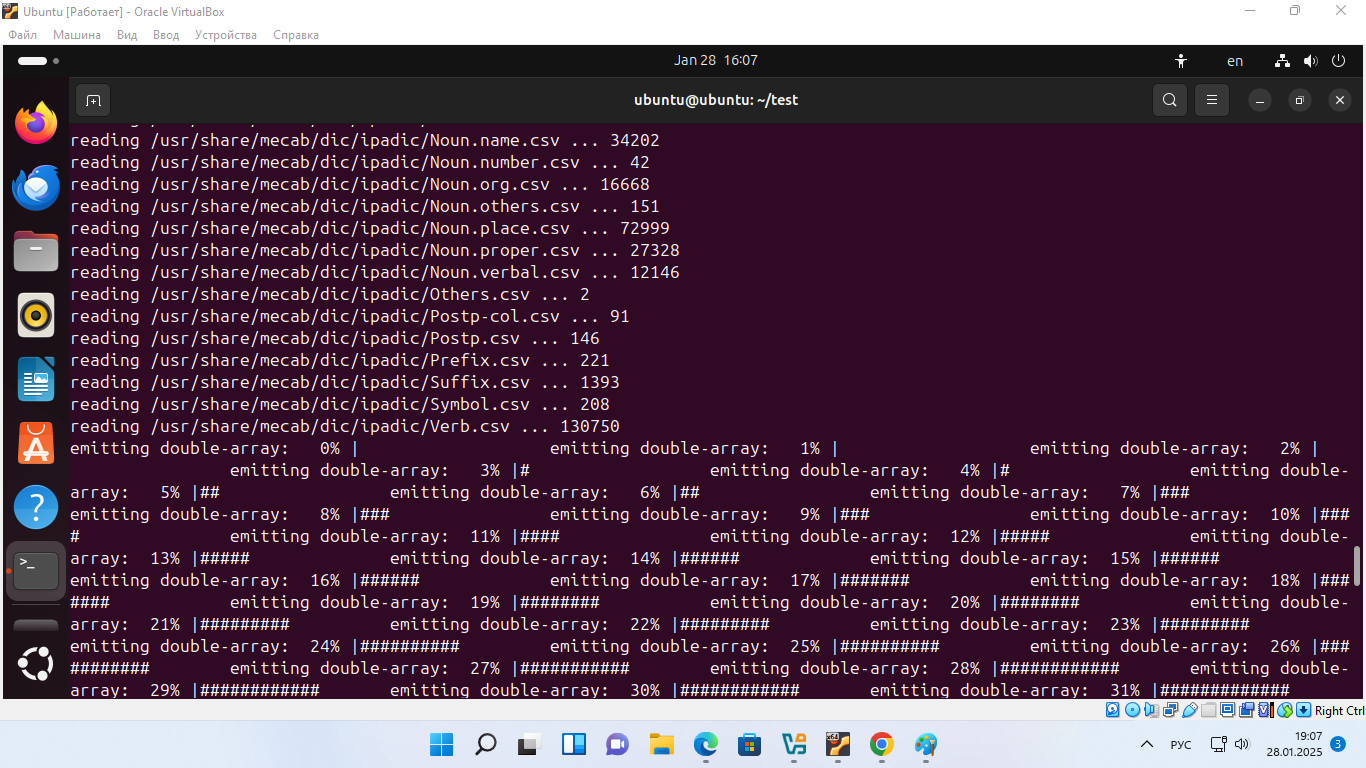 Ubuntu [Работает] - Oracle VirtualBox
Файл Машина Вид Ввод Устройства Справка
Jan 28 16:07
en
ubuntu@ubuntu: ~/test
reading /usr/share/mecab/dic/ipadic/Noun.name.csv ... 34202
reading /usr/share/mecab/dic/ipadic/Noun.number.csv ... 42
reading /usr/share/mecab/dic/ipadic/Noun.org.csv ... 16668
reading /usr/share/mecab/dic/ipadic/Noun.others.csv ... 151
reading /usr/share/mecab/dic/ipadic/Noun.place.csv ... 72999
reading /usr/share/mecab/dic/ipadic/Noun.proper.csv ... 27328
reading /usr/share/mecab/dic/ipadic/Noun.verbal.csv ... 12146
reading /usr/share/mecab/dic/ipadic/Others.csv ... 2
reading /usr/share/mecab/dic/ipadic/Postp-col.csv ... 91
reading /usr/share/mecab/dic/ipadic/Postp.csv ... 146
reading /usr/share/mecab/dic/ipadic/Prefix.csv ... 221
reading /usr/share/mecab/dic/ipadic/Suffix.csv ... 1393
reading /usr/share/mecab/dic/ipadic/Symbol.csv ... 208
reading /usr/share/mecab/dic/ipadic/Verb.csv ... 130750
emitting double-array:   0% |                   emitting double-array:   1% |                   emitting double-array:   2% |
                emitting double-array:   3% |#                  emitting double-array:   4% |#                  emitting double-
array:   5% |##                 emitting double-array:   6% |##                 emitting double-array:   7% |###
emitting double-array:   8% |###                emitting double-array:   9% |###                emitting double-array:  10% |###
#               emitting double-array:  11% |####               emitting double-array:  12% |#####              emitting double-
array:  13% |#####              emitting double-array:  14% |######             emitting double-array:  15% |######
emitting double-array:  16% |######             emitting double-array:  17% |#######            emitting double-array:  18% |###
####            emitting double-array:  19% |########           emitting double-array:  20% |########           emitting double-
array:  21% |#########          emitting double-array:  22% |#########          emitting double-array:  23% |#########
emitting double-array:  24% |##########         emitting double-array:  25% |##########         emitting double-array:  26% |###
########        emitting double-array:  27% |###########        emitting double-array:  28% |############       emitting double-
array:  29% |############       emitting double-array:  30% |############       emitting double-array:  31% |#############
Right Ctrl
x64
РУС
19:07
28.01.2025
3